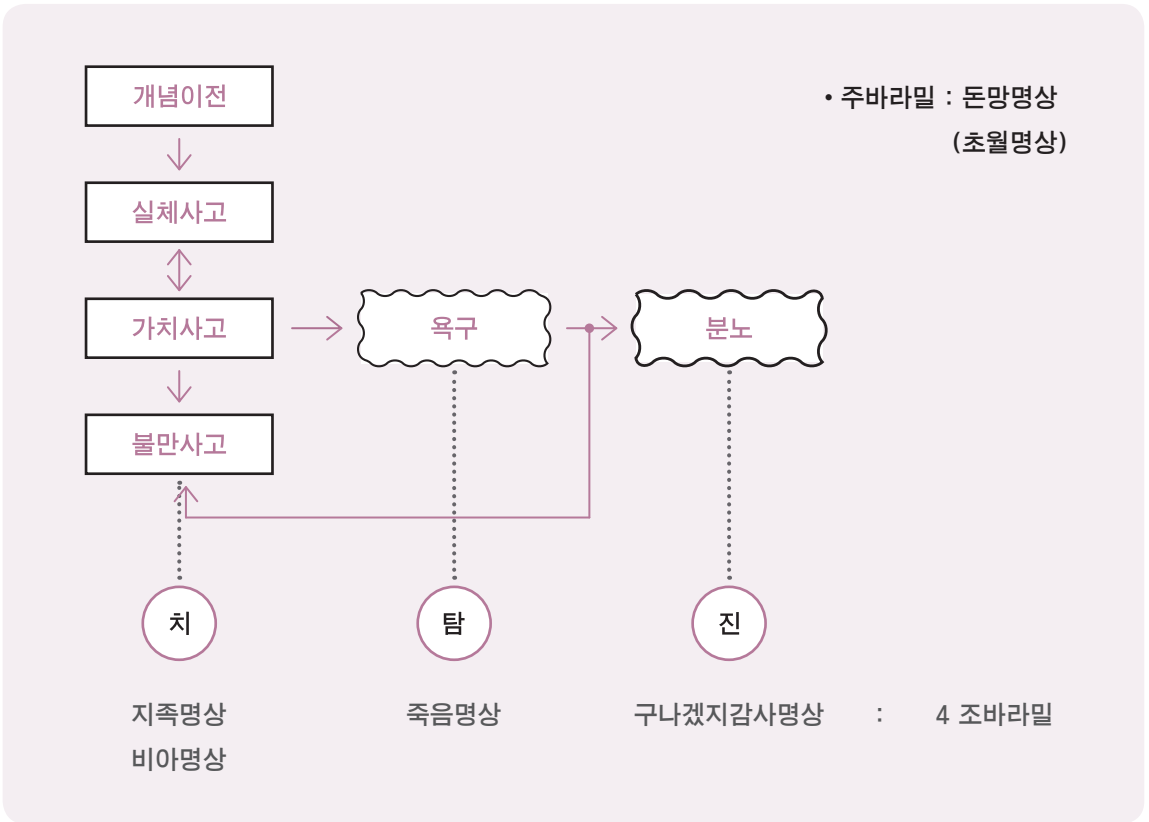 개념이전
• 주바라밀 : 돈망명상
(초월명상)
실체사고
가치사고
욕구
분노
불만사고
치
탐
진
지족명상
죽음명상
구나겠지감사명상 : 4 조바라밀
비아명상